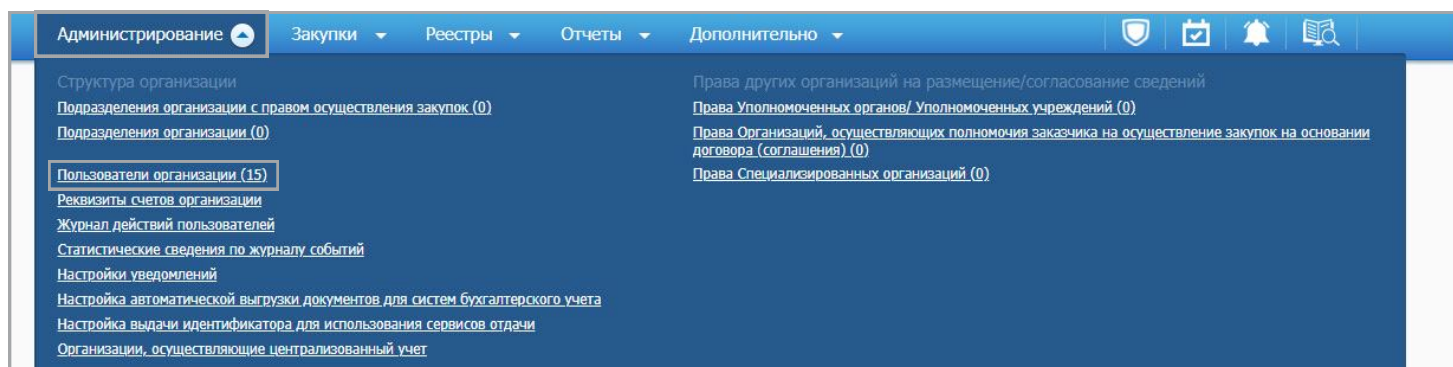 Администрирование Закупки Реестры Отчеты Дополнительно
Структура организации
Подразделения организации с правом осуществления закупок (0)
Подразделения организации (0)
Пользователи организации (15)
Реквизиты счетов организации
Журнал действий пользователей
Статистические сведения по журналу событий
Настройки уведомлений
Настройка автоматической выгрузки документов для систем бухгалтерского учета
Настройка выдачи идентификатора для использования сервисов отдачи
Организации, осуществляющие централизованный учет
Права других организаций на размещение/согласование сведений
Права Уполномоченных органов/ Уполномоченных учреждений (0)
Права Организаций, осуществляющих полномочия заказчика на осуществление закупок на основании
договора (соглашения) (0)
Права Специализированных организаций (0)